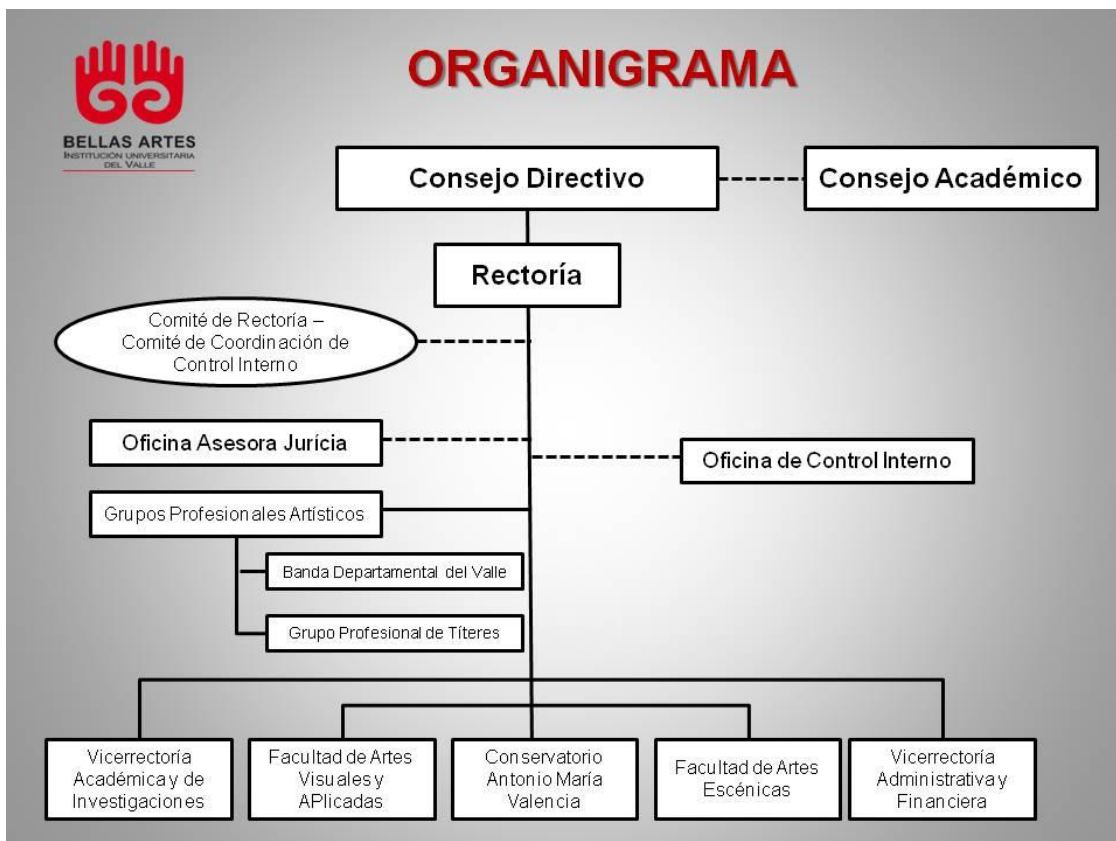 ORGANIGRAMA
BELLAS ARTES
INSTITUCIÓN UNIVERSITARIA
DEL VALLE
Consejo Directivo
Consejo Académico
Rectoría
Comité de Rectoría –
Comité de Coordinación de
Control Interno
Oficina Asesora Jurícia
Oficina de Control Interno
Grupos Profesionales Artísticos
Banda Departamental del Valle
Grupo Profesional de Títeres
Vicerrectoría
Académica y de
Investigaciones
Facultad de Artes
Visuales y
APlicadas
Conservatorio
Antonio María
Valencia
Facultad de Artes
Escénicas
Vicerrectoría
Administrativa y
Financiera